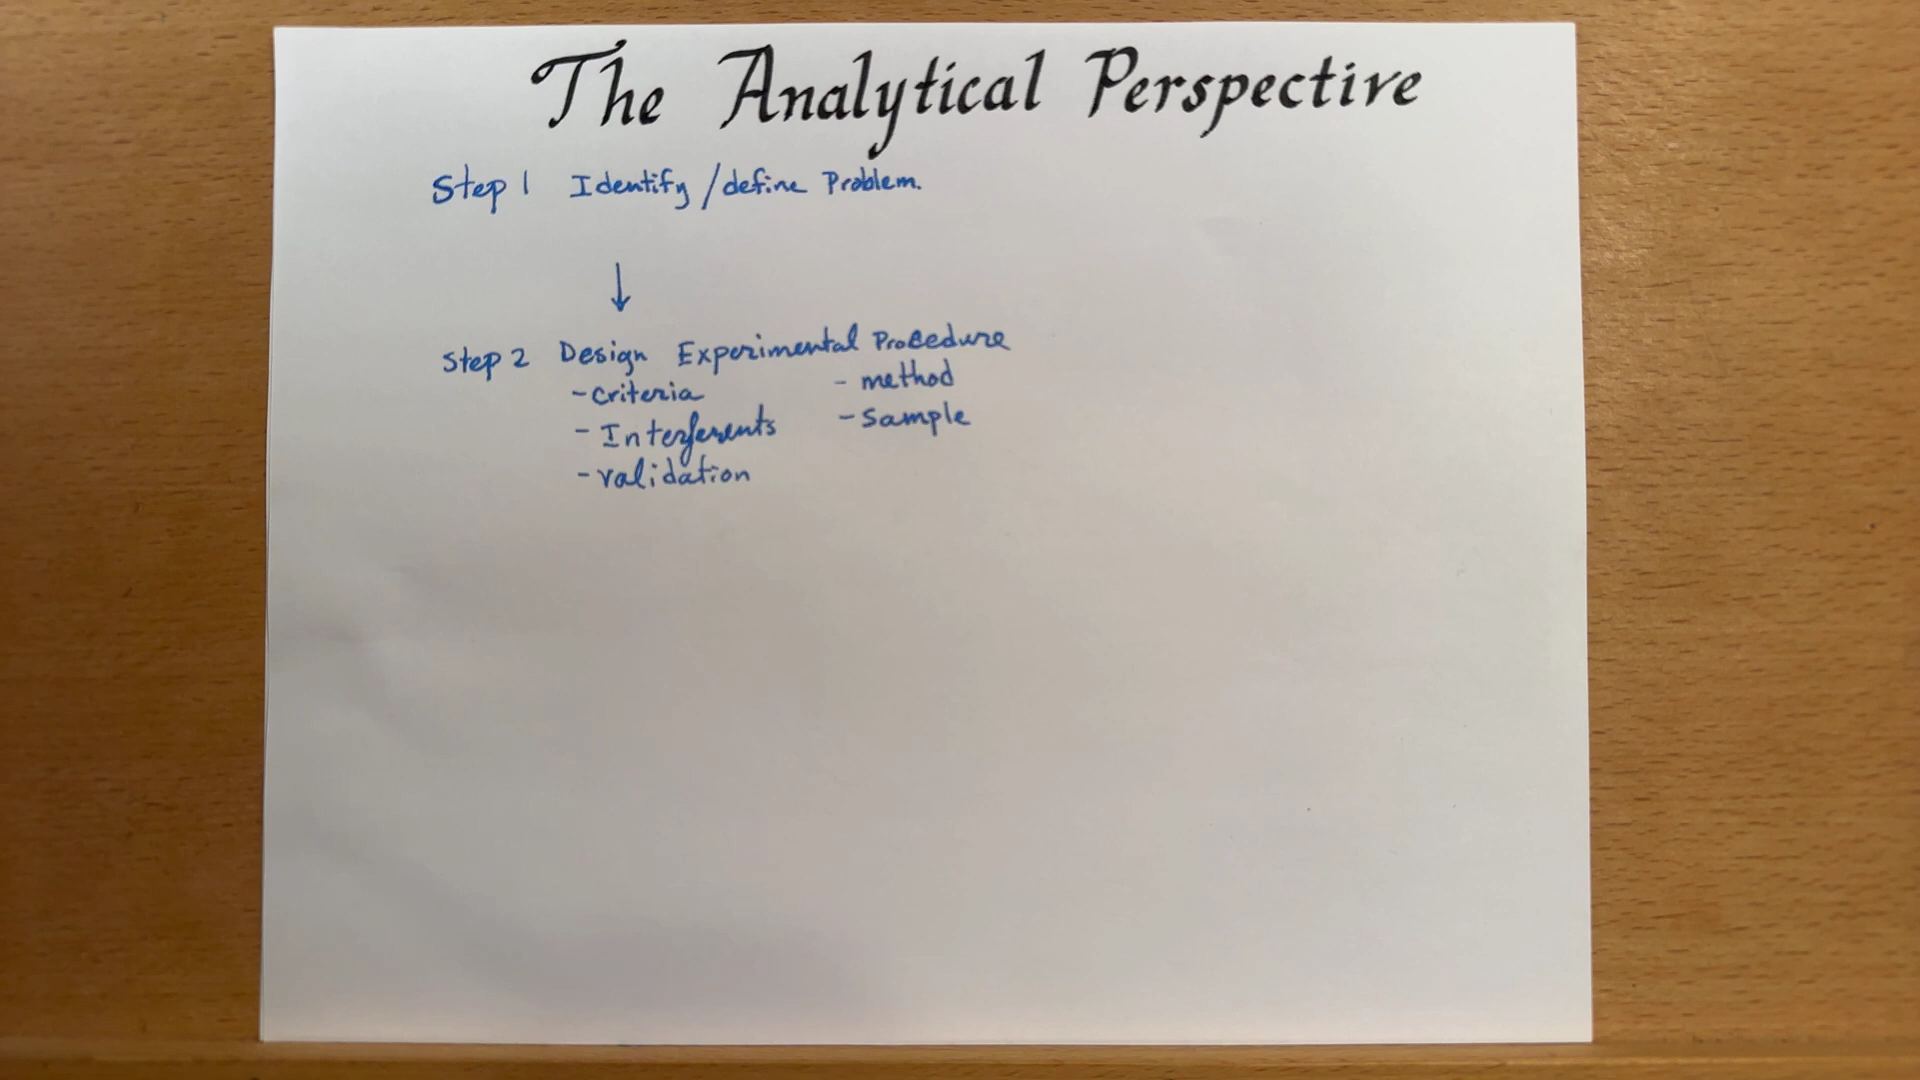 The Analytical Perspective
Step 1 Identify/define Problem.
Step 2 Design Experimental Procedure
- criteria
- method
- Interferents
- sample
- validation